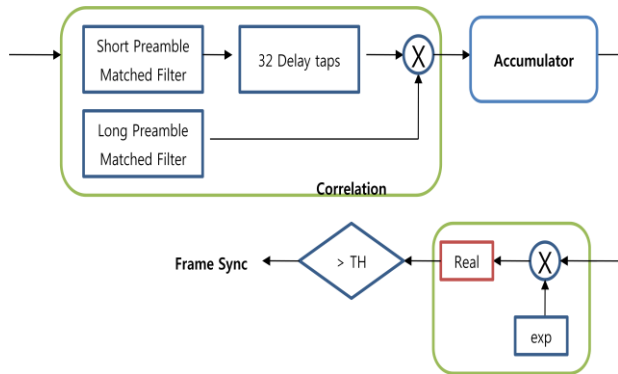 Short Preamble
Matched Filter
32 Delay taps
X
Accumulator
Long Preamble
Matched Filter
Correlation
Frame Sync
> TH
Real
X
exp